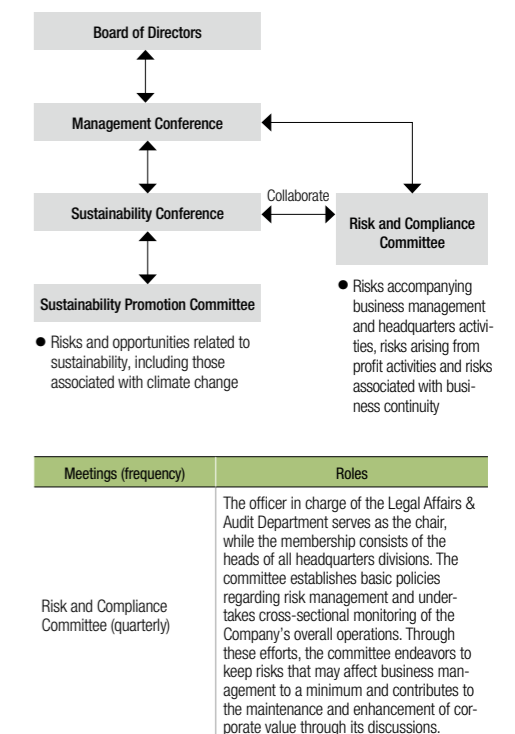 Board of Directors
Management Conference
Sustainability Conference
Collaborate
Risk and Compliance
Committee
Sustainability Promotion Committee
● Risks and opportunities related to
sustainability, including those
associated with climate change
● Risks accompanying
business management
and headquarters activi-
ties, risks arising from
profit activities and risks
associated with busi-
ness continuity
Meetings (frequency)
Roles
Risk and Compliance
Committee (quarterly)
The officer in charge of the Legal Affairs &
Audit Department serves as the chair,
while the membership consists of the
heads of all headquarters divisions. The
committee establishes basic policies
regarding risk management and under-
takes cross-sectional monitoring of the
Company's overall operations. Through
these efforts, the committee endeavors to
keep risks that may affect business man-
agement to a minimum and contributes to
the maintenance and enhancement of cor-
porate value through its discussions.